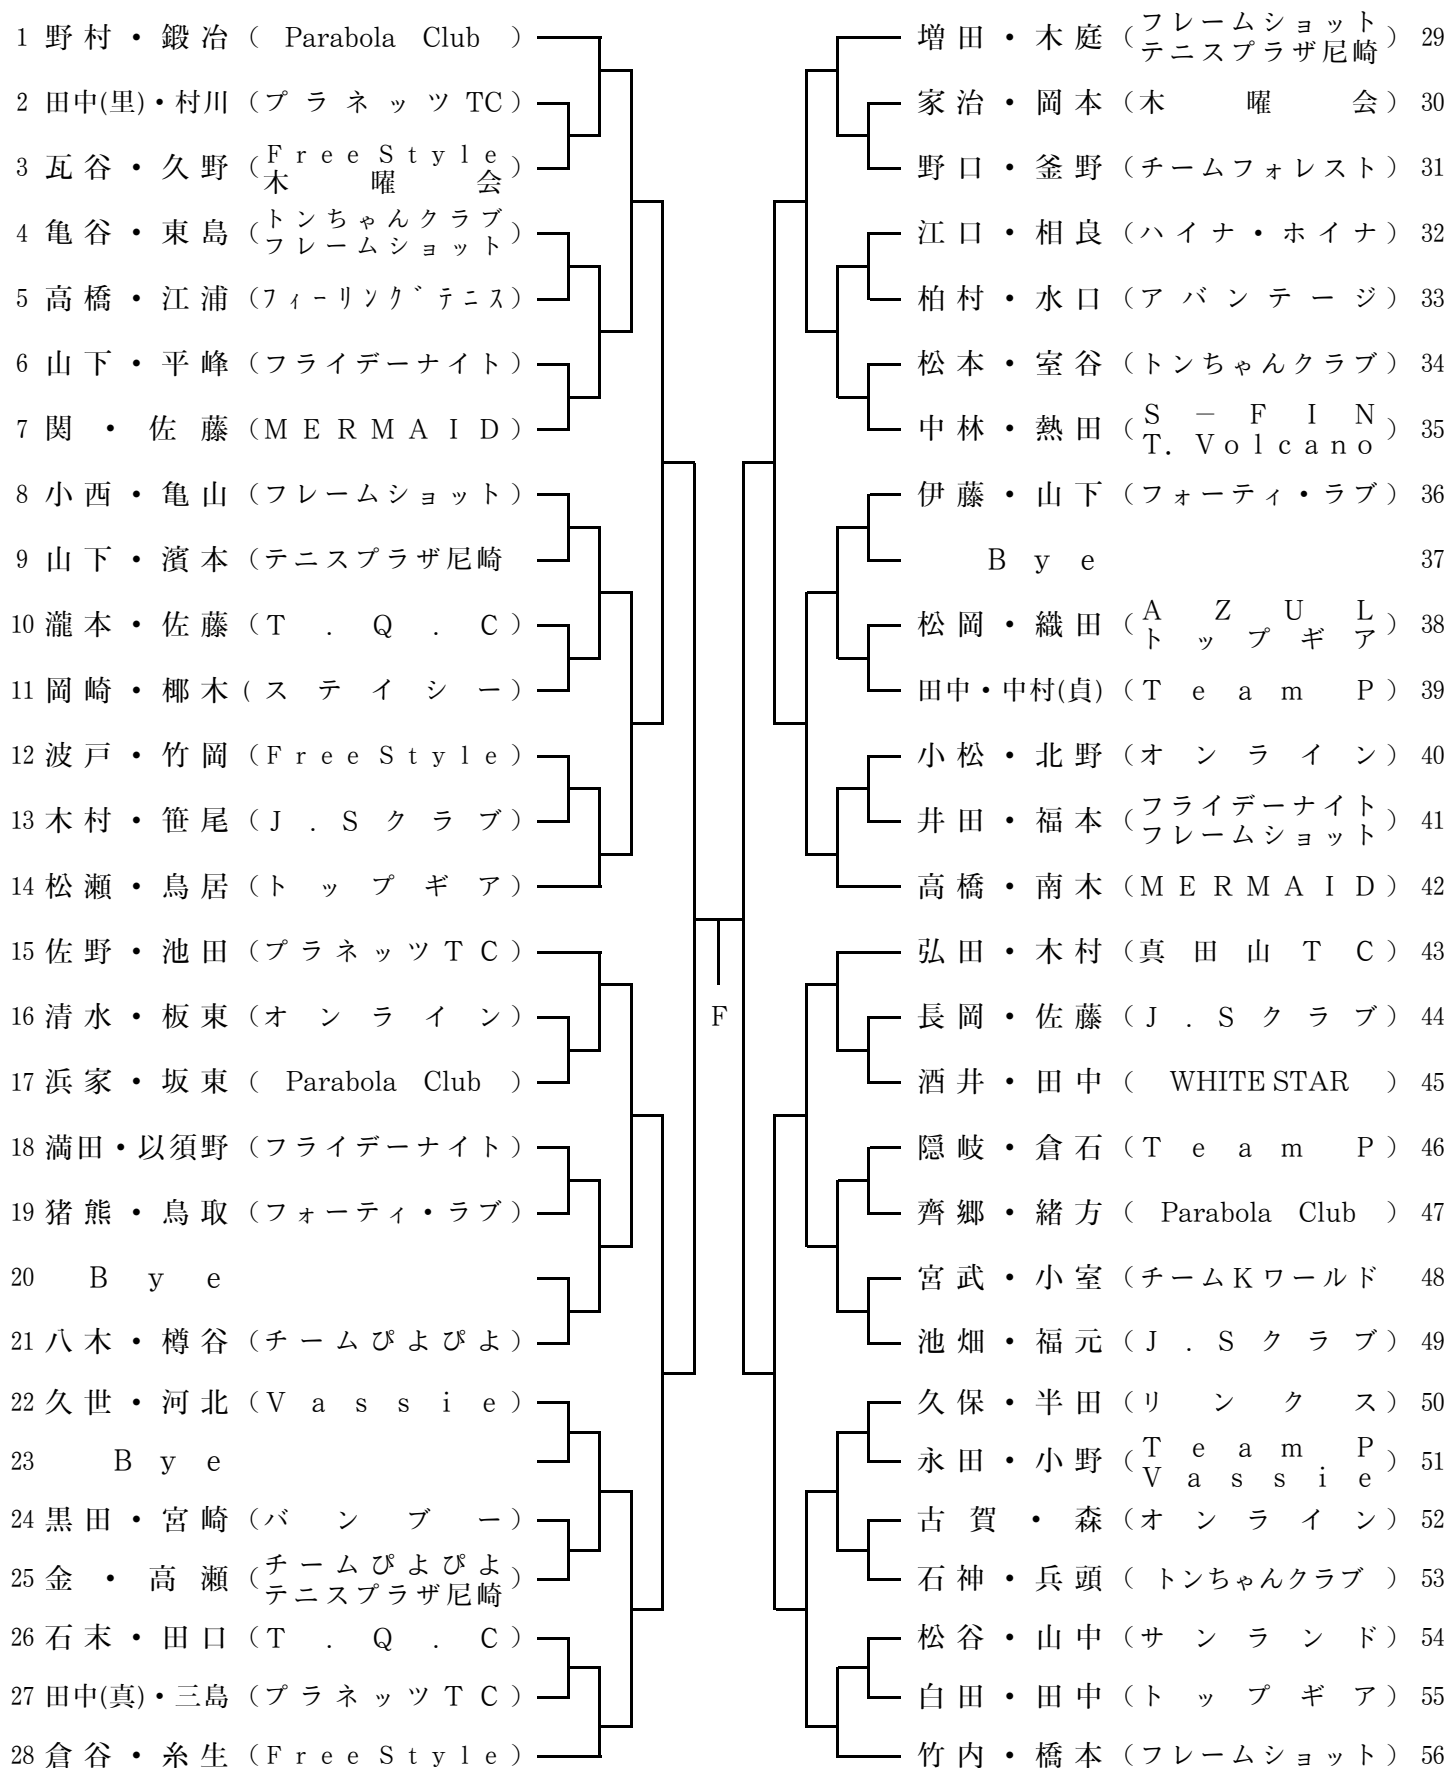 1 野村・鍛冶 ( Parabola Club )
2 田中(里)・村川 (プラネッツTC)
3 瓦谷・久野 (FreeStyle
木曜会)
4 亀谷・東島 (トンちゃんクラブ
フレームショット)
5 高橋・江浦 (フィーリングテニス)
6 山下・平峰 (フライデーナイト)
7 関・佐藤 (MERMAID)
8 小西・亀山 (フレームショット)
9 山下・濱本 (テニスプラザ尼崎
10 瀧本・佐藤 (T.Q.C)
11 岡崎・椰木 (ステイシー)
12 波戸・竹岡 (FreeStyle)
13 木村・笹尾 (J.Sクラブ)
14 松瀬・鳥居 (トップギア)
15 佐野・池田 (プラネッツTC)
16 清水・板東 (オンライン)
17 浜家・坂東 ( Parabola Club )
18 満田・以須野 (フライデーナイト)
19 猪熊・鳥取 (フォーティ・ラブ)
20 Bye
21 八木・樽谷 (チームぴよぴよ)
22 久世・河北 (Vassie)
23 Bye
24 黒田・宮崎 (バンブー)
25 金・高瀬 (チームぴよぴよ
テニスプラザ尼崎)
26 石末・田口 (T.Q.C)
27 田中(真)・三島 (プラネッツTC)
28 倉谷・糸生 (FreeStyle)
F
増田・木庭 (フレームショット
テニスプラザ尼崎) 29
家治・岡本 (木曜会) 30
野口・釜野 (チームフォレスト) 31
江口・相良 (ハイナ・ホイナ) 32
柏村・水口 (アバンテージ) 33
松本・室谷 (トンちゃんクラブ) 34
中林・熱田 (S－FIN
T.Volcano) 35
伊藤・山下 (フォーティ・ラブ) 36
Bye 37
松岡・織田 (AZUL
トップギア) 38
田中・中村(貞) (Team P) 39
小松・北野 (オンライン) 40
井田・福本 (フライデーナイト
フレームショット) 41
高橋・南木 (MERMAID) 42
弘田・木村 (真田山TC) 43
長岡・佐藤 (J.Sクラブ) 44
酒井・田中 ( WHITE STAR ) 45
隠岐・倉石 (Team P) 46
齊郷・緒方 ( Parabola Club ) 47
宮武・小室 (チームKワールド 48
池畑・福元 (J.Sクラブ) 49
久保・半田 (リンクス) 50
永田・小野 (Team P
Vassie) 51
古賀・森 (オンライン) 52
石神・兵頭 ( トンちゃんクラブ ) 53
松谷・山中 (サンランド) 54
白田・田中 (トップギア) 55
竹内・橋本 (フレームショット) 56